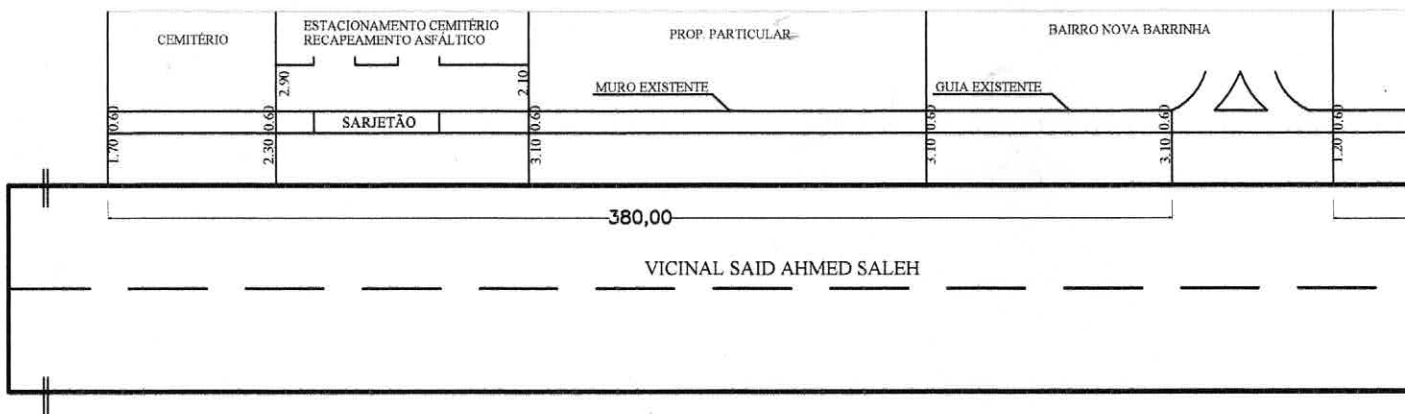 CEMITÉRIO
ESTACIONAMENTO CEMITÉRIO
RECAPEAMENTO ASFÁLTICO
PROP. PARTICULAR
BAIRRO NOVA BARRINHA
2.90
2.10
MURO EXISTENTE
GUIA EXISTENTE
0.60
0.60
SARJETÃO
0.60
0.60
0.60
0.60
1.70
2.30
3.10
3.10
3.10
1.20
380,00
VICINAL SAID AHMED SALEH